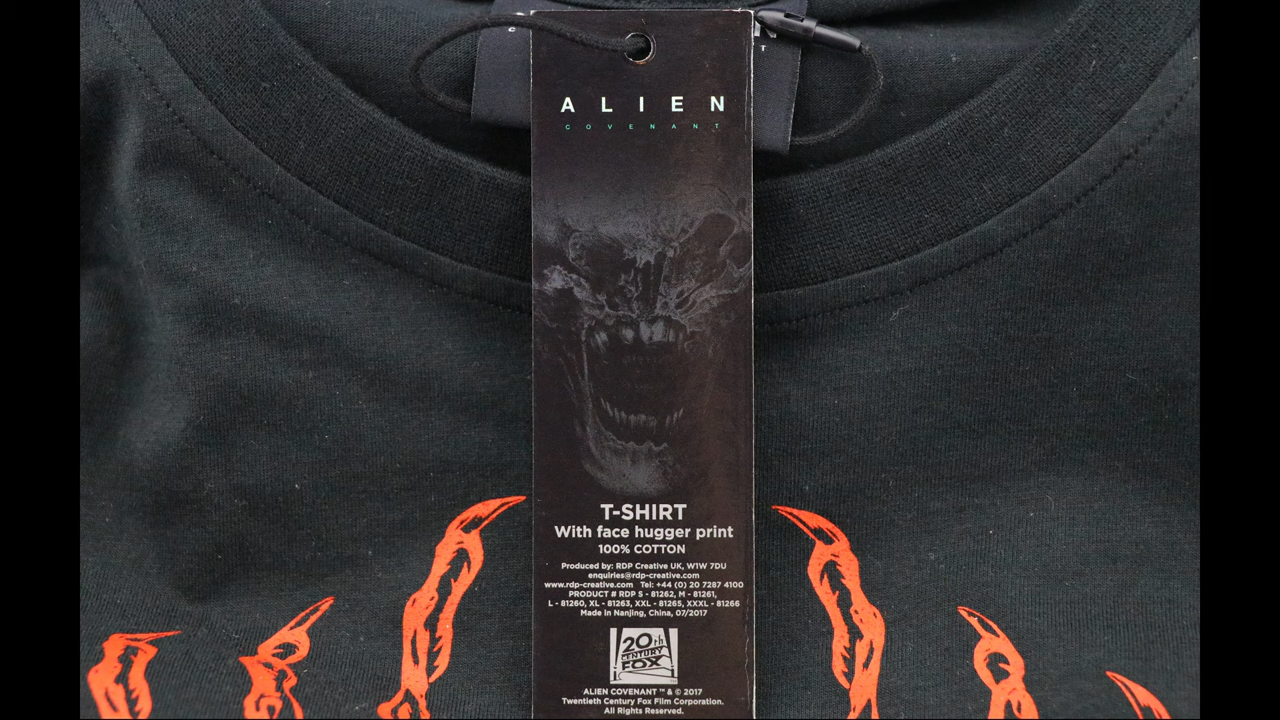 ALIEN
COVENANT
T-SHIRT
With face hugger print
100% COTTON
Produced by: RDP Creative UK, W1W 7DU
enquiries@rdp-creative.com
www.rdp-creative.com Tel: +44 (0) 20 7287 4100
PRODUCT # RDP S - 81262, M - 81261,
L - 81260, XL - 81263, XXL - 81265, XXXL - 81266
Made in Nanjing, China, 07/2017
20th
CENTURY
FOX
ALIEN COVENANT ™ & © 2017
Twentieth Century Fox Film Corporation.
All Rights Reserved.